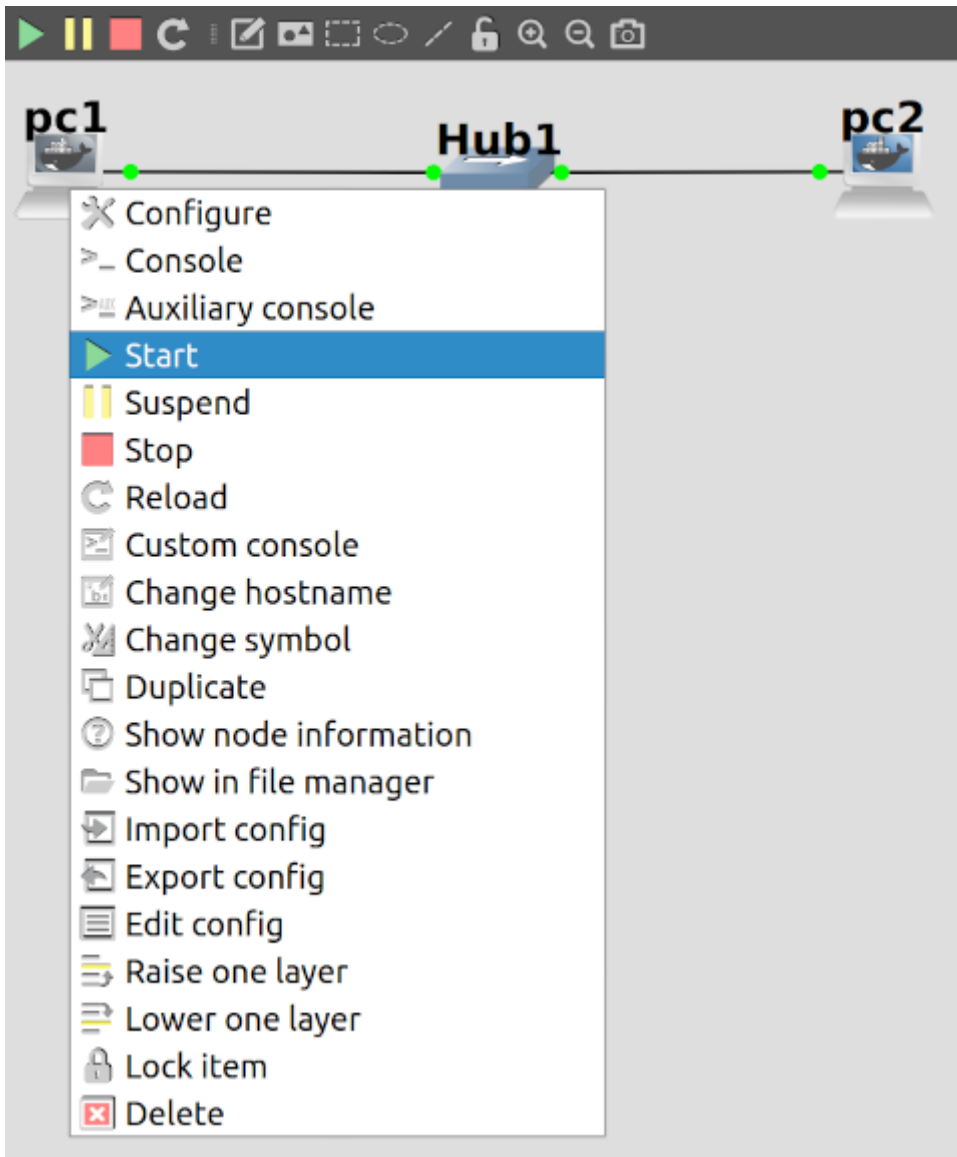 pc1
Hub1
pc2
Configure
Console
Auxiliary console
Start
Suspend
Stop
Reload
Custom console
Change hostname
Change symbol
Duplicate
Show node information
Show in file manager
Import config
Export config
Edit config
Raise one layer
Lower one layer
Lock item
Delete